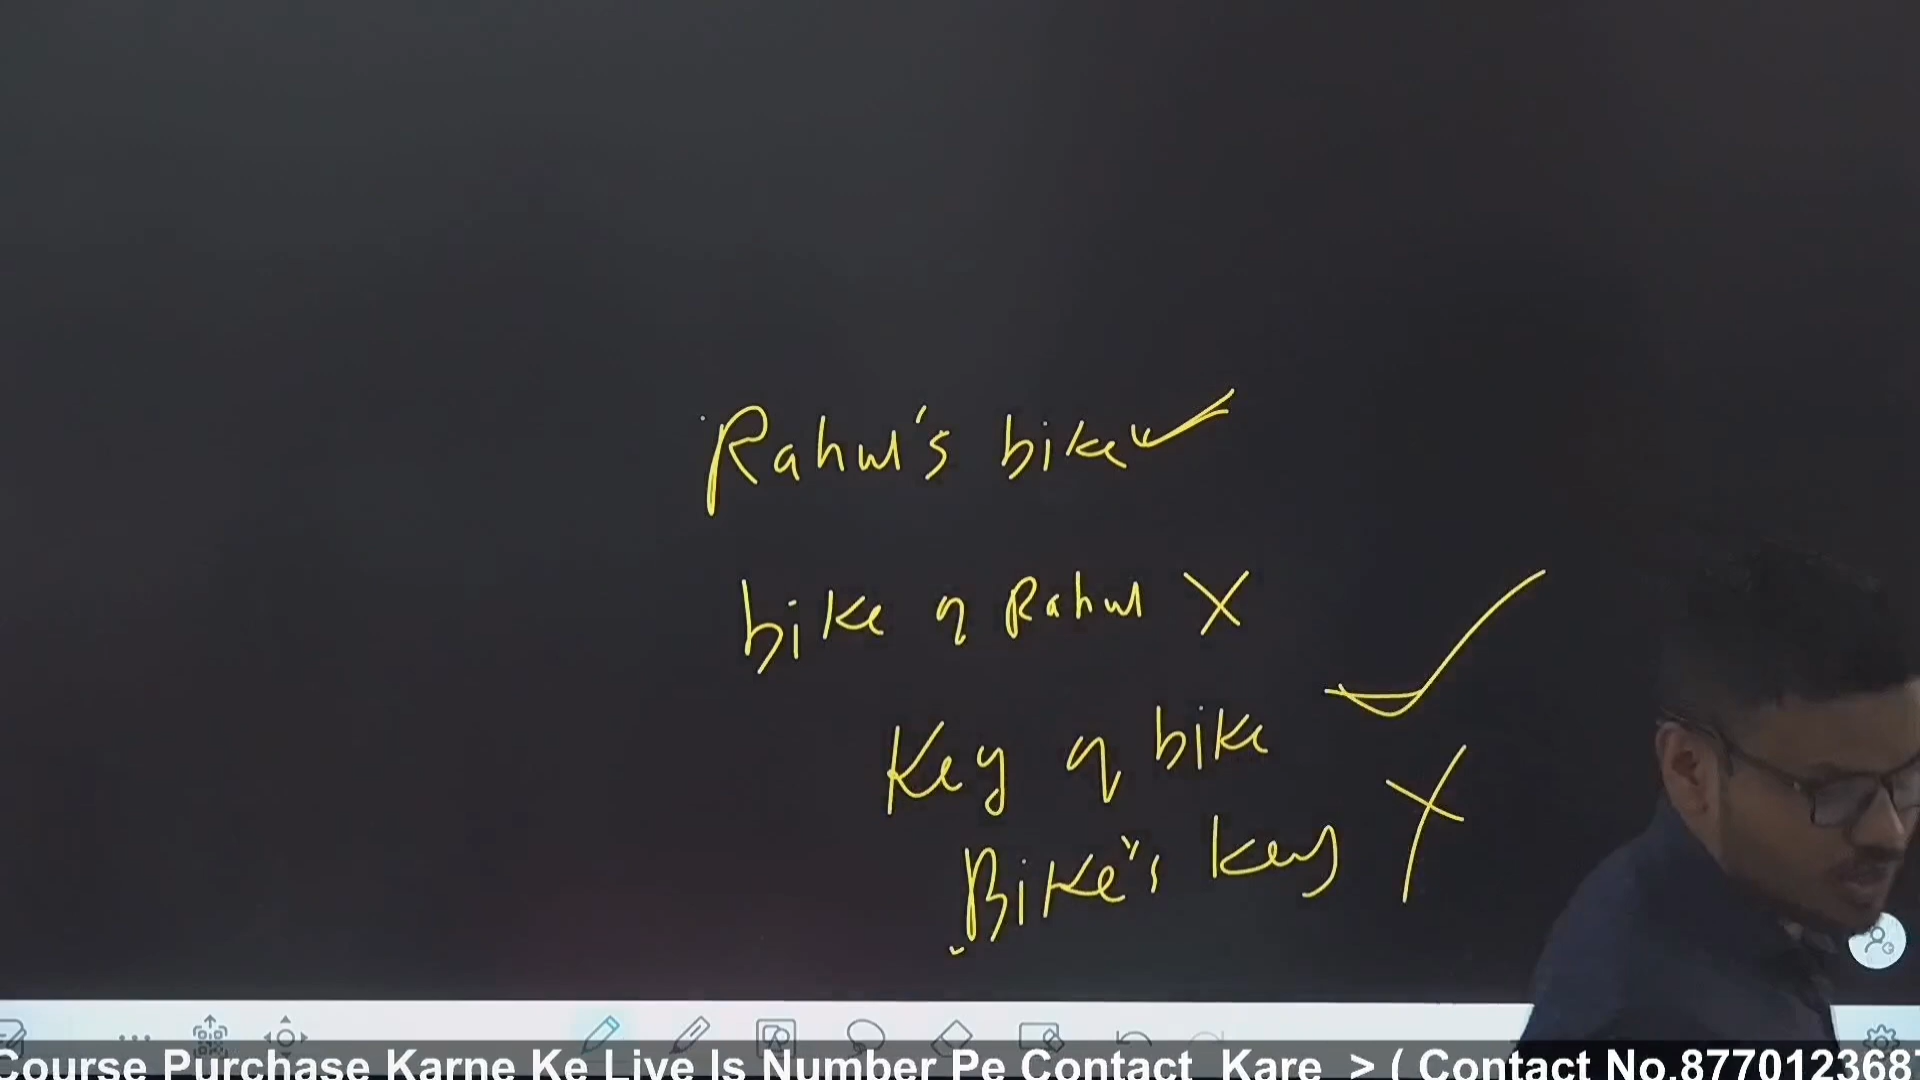 Rahul's bike ✓
bike of Rahul X
Key of bike ✓
Bike's key X
Course Purchase Karne Ke Liye Is Number Pe Contact Kare > ( Contact No.877012368